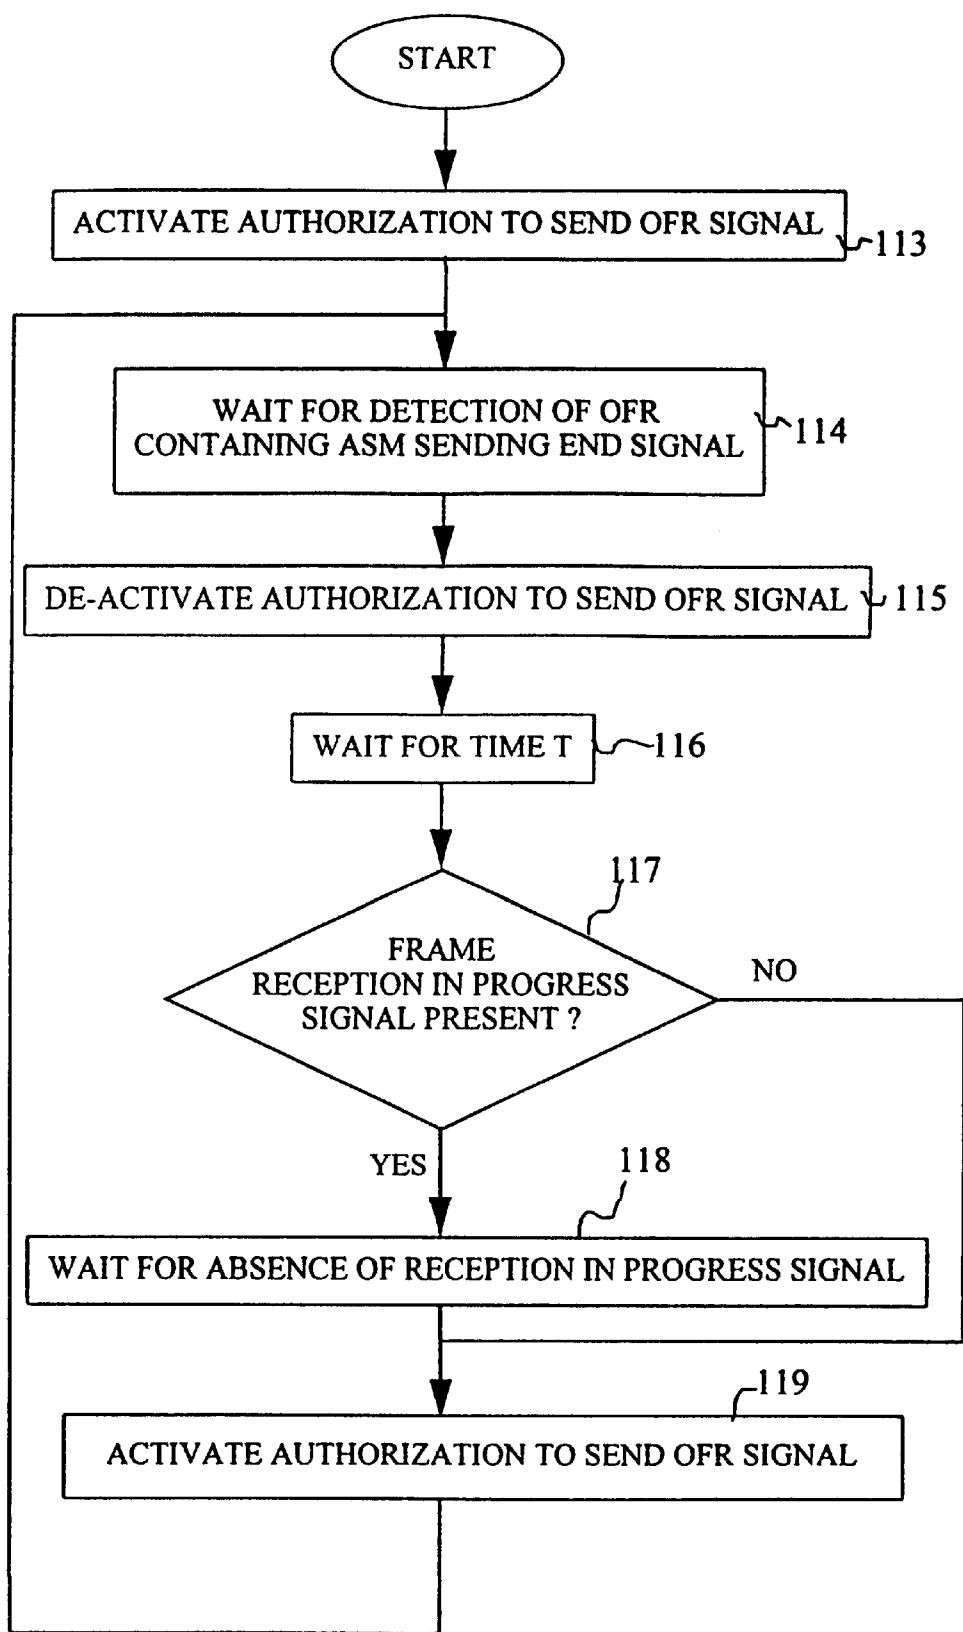 START
ACTIVATE AUTHORIZATION TO SEND OFR SIGNAL
113
WAIT FOR DETECTION OF OFR
CONTAINING ASM SENDING END SIGNAL
114
DE-ACTIVATE AUTHORIZATION TO SEND OFR SIGNAL
115
WAIT FOR TIME T
116
117
FRAME
RECEPTION IN PROGRESS
SIGNAL PRESENT ?
NO
YES
118
WAIT FOR ABSENCE OF RECEPTION IN PROGRESS SIGNAL
119
ACTIVATE AUTHORIZATION TO SEND OFR SIGNAL